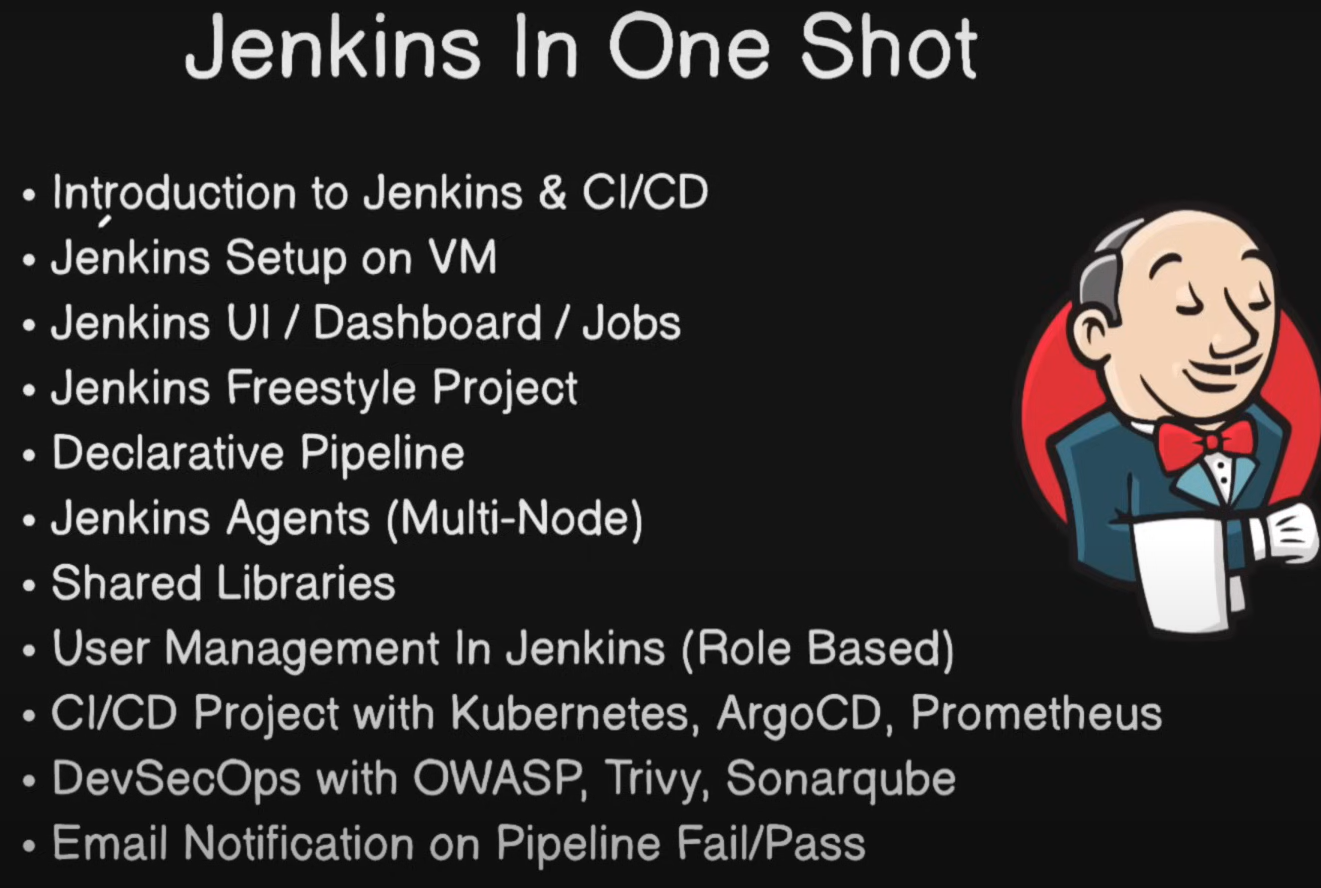 Jenkins In One Shot
• Introduction to Jenkins & CI/CD
• Jenkins Setup on VM
• Jenkins UI / Dashboard / Jobs
• Jenkins Freestyle Project
• Declarative Pipeline
• Jenkins Agents (Multi-Node)
• Shared Libraries
• User Management In Jenkins (Role Based)
• CI/CD Project with Kubernetes, ArgoCD, Prometheus
• DevSecOps with OWASP, Trivy, Sonarqube
• Email Notification on Pipeline Fail/Pass